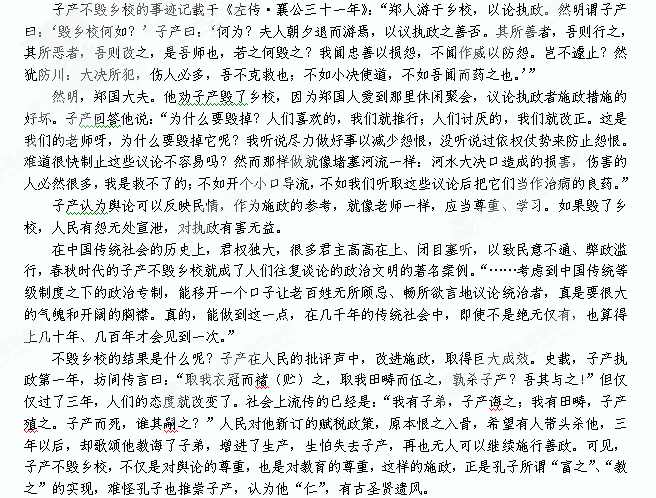 子产不毁乡校的事迹记载于《左传·襄公三十一年》：“郑人游于乡校，以论执政。然明谓子产
曰：‘毁乡校何如？’子产曰：‘何为？夫人朝夕退而游焉，以议执政之善否。其所善者，吾则行之，
其所恶者，吾则改之，是吾师也，若之何毁之？我闻忠善以损怨，不闻作威以防怨。岂不遽止？然
犹防川：大决所犯，伤人必多，吾不克救也；不如小决使道，不如吾闻而药之也。’”
然明，郑国大夫。他劝子产毁了乡校，因为郑国人爱到那里休闲聚会，议论执政者施政措施的
好坏。子产回答他说：“为什么要毁掉？人们喜欢的，我们就推行；人们讨厌的，我们就改正。这是
我们的老师呀，为什么要毁掉它呢？我听说尽力做好事以减少怨恨，没听说过依权仗势来防止怨恨。
难道很快制止这些议论不容易吗？然而那样做就像堵塞河流一样：河水大决口造成的损害，伤害的
人必然很多，我是救不了的；不如开个小口导流，不如我们听取这些议论后把它们当作治病的良药。”
子产认为舆论可以反映民情，作为施政的参考，就像老师一样，应当尊重、学习。如果毁了乡
校，人民有怨无处宣泄，对执政有害无益。
在中国传统社会的历史上，君权独大，很多君主高高在上、闭目塞听，以致民意不通、弊政滥
行，春秋时代的子产不毁乡校就成了人们往复谈论的政治文明的著名案例。“……考虑到中国传统等
级制度之下的政治专制，能移开一个口子让老百姓无所顾忌、畅所欲言地议论统治者，真是要很大
的气魄和开阔的胸襟。真的，能做到这一点，在几千年的传统社会中，即使不是绝无仅有，也算得
上几十年、几百年才会见到一次。”
不毁乡校的结果是什么呢？子产在人民的批评声中，改进施政，取得巨大成效。史载，子产执
政第一年，坊间传言曰：“取我衣冠而褚（贮）之，取我田畴而伍之，孰杀子产？吾其与之!”但仅
仅过了三年，人们的态度就改变了。社会上流传的已经是：“我有子弟，子产诲之；我有田畴，子产
殖之。子产而死，谁其嗣之？”人民对他新订的赋税政策，原本恨之入骨，希望有人带头杀他，三
年以后，却歌颂他教诲了子弟，增进了生产，生怕失去子产，再也无人可以继续施行善政。可见，
子产不毁乡校，不仅是对舆论的尊重，也是对教育的尊重，这样的施政，正是孔子所谓“富之”、“教
之”的实现，难怪孔子也推崇子产，认为他“仁”，有古圣贤遗风。